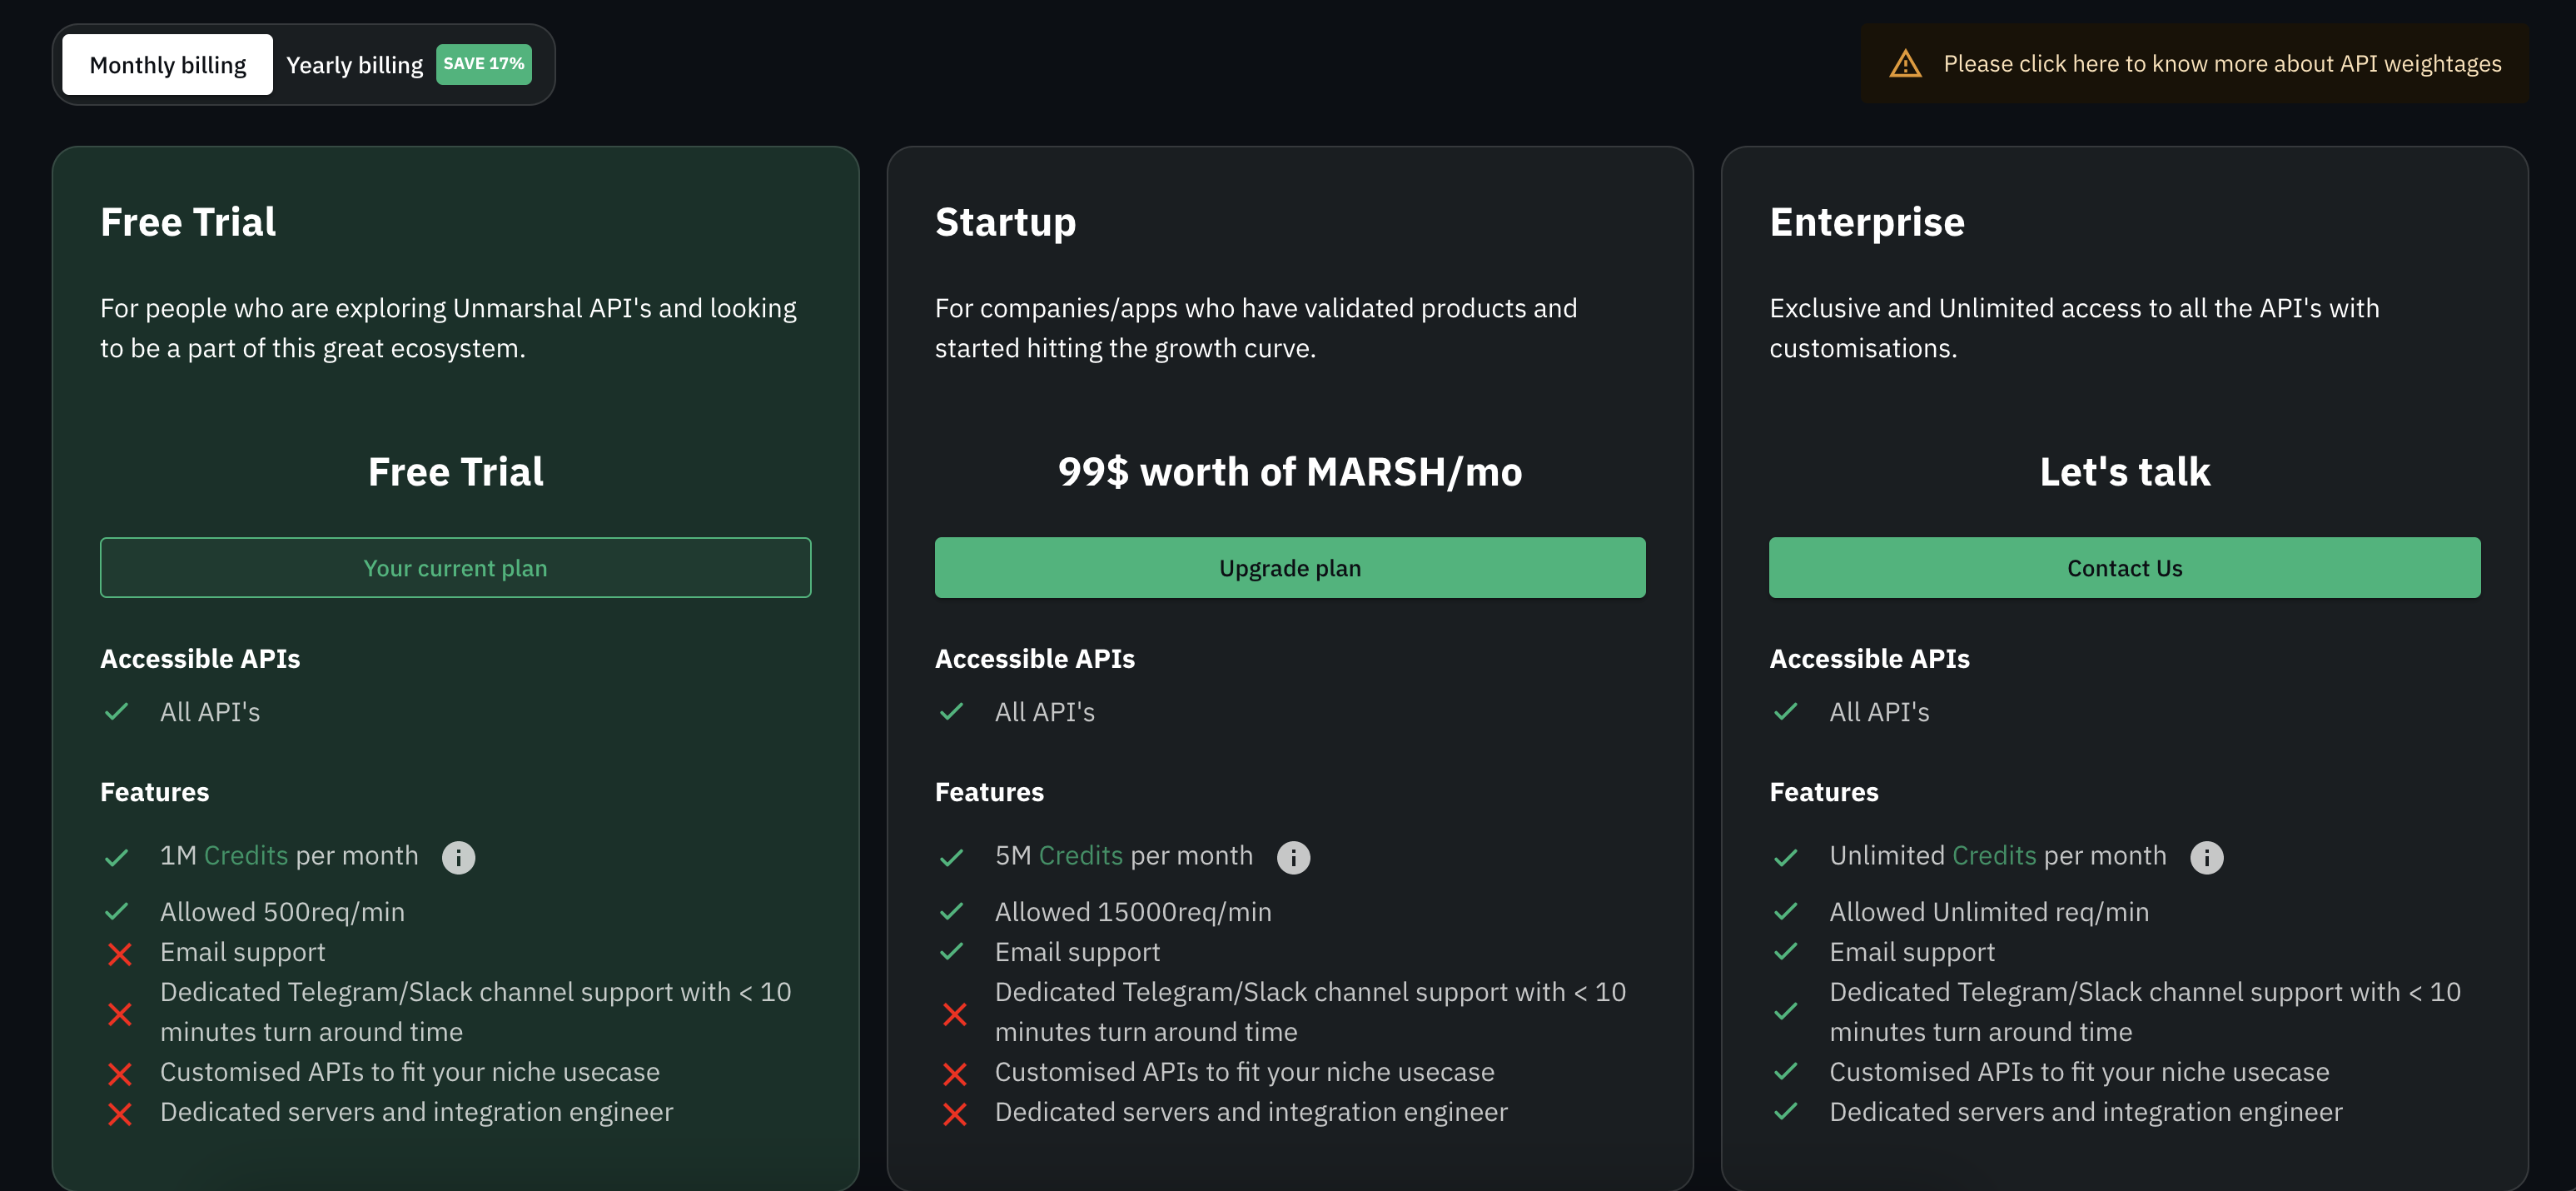 Monthly billing
Yearly billing
SAVE 17%
Please click here to know more about API weightages
Free Trial
For people who are exploring Unmarshal API's and looking
to be a part of this great ecosystem.
Free Trial
Your current plan
Accessible APIs
All API's
Features
1M Credits per month
Allowed 500req/min
Email support
Dedicated Telegram/Slack channel support with < 10
minutes turn around time
Customised APIs to fit your niche usecase
Dedicated servers and integration engineer
Startup
For companies/apps who have validated products and
started hitting the growth curve.
99$ worth of MARSH/mo
Upgrade plan
Accessible APIs
All API's
Features
5M Credits per month
Allowed 15000req/min
Email support
Dedicated Telegram/Slack channel support with < 10
minutes turn around time
Customised APIs to fit your niche usecase
Dedicated servers and integration engineer
Enterprise
Exclusive and Unlimited access to all the API's with
customisations.
Let's talk
Contact Us
Accessible APIs
All API's
Features
Unlimited Credits per month
Allowed Unlimited req/min
Email support
Dedicated Telegram/Slack channel support with < 10
minutes turn around time
Customised APIs to fit your niche usecase
Dedicated servers and integration engineer